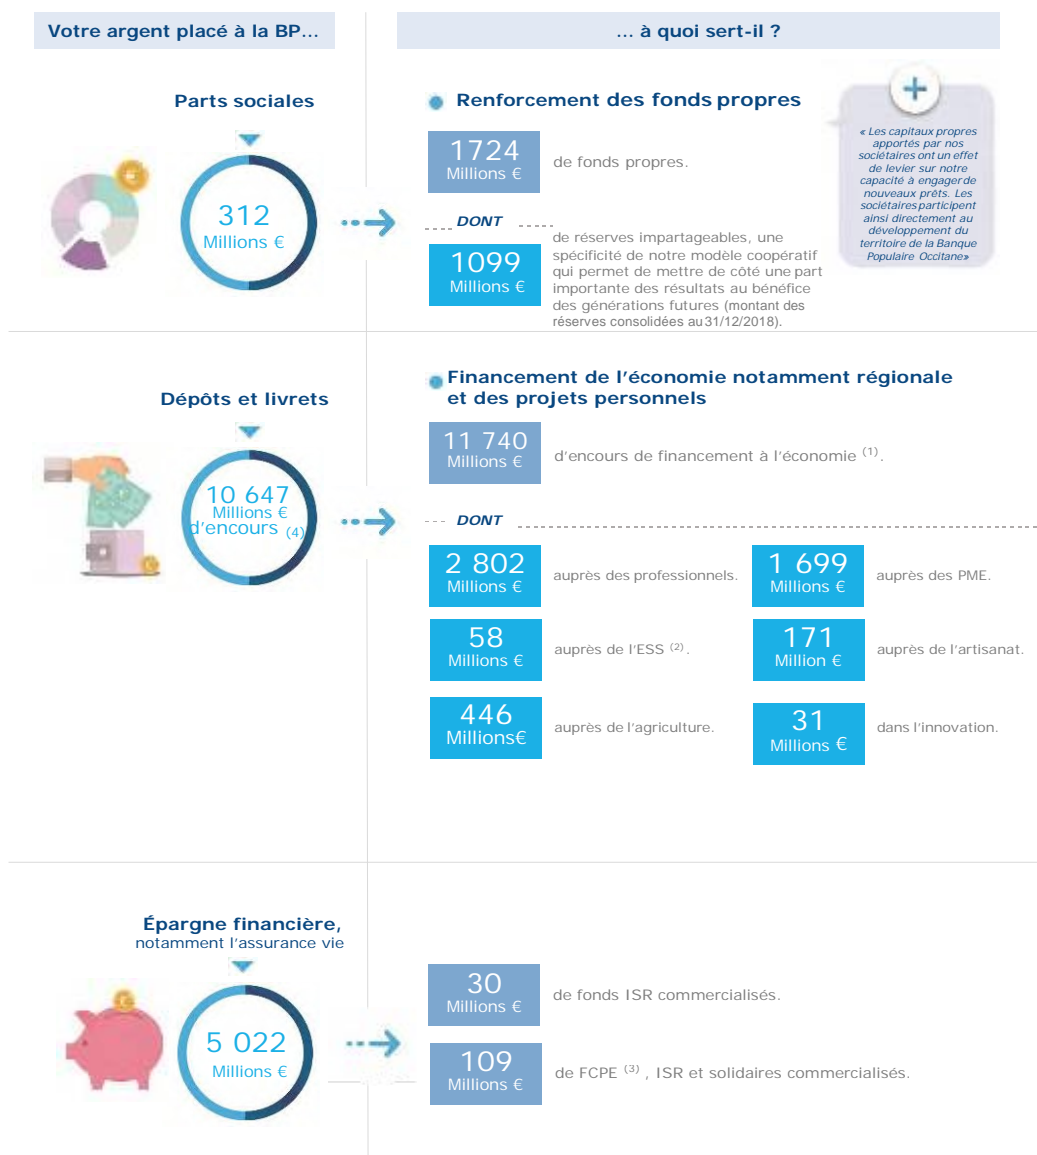 Votre argent placé à la BP…
… à quoi sert-il ?
Parts sociales
312
Millions €
Renforcement des fonds propres
1724
Millions €
de fonds propres.
DONT
1099
Millions €
de réserves impartageables, une
spécificité de notre modèle coopératif
qui permet de mettre de côté une part
importante des résultats au bénéfice
des générations futures (montant des
réserves consolidées au 31/12/2018).
+
« Les capitaux propres
apportés par nos
sociétaires ont un effet
de levier sur notre
capacité à engager de
nouveaux prêts. Les
sociétaires participent
ainsi directement au
développement du
territoire de la Banque
Populaire Occitane»
Dépôts et livrets
10 647
Millions €
d'encours (4)
Financement de l'économie notamment régionale
et des projets personnels
11 740
Millions €
d'encours de financement à l'économie (1).
DONT
2 802
Millions €
auprès des professionnels.
1 699
Millions €
auprès des PME.
58
Millions €
auprès de l'ESS (2).
171
Million €
auprès de l'artisanat.
446
Millions€
auprès de l'agriculture.
31
Millions €
dans l'innovation.
Épargne financière,
notamment l'assurance vie
5 022
Millions €
30
Millions €
de fonds ISR commercialisés.
109
Millions €
de FCPE (3) , ISR et solidaires commercialisés.